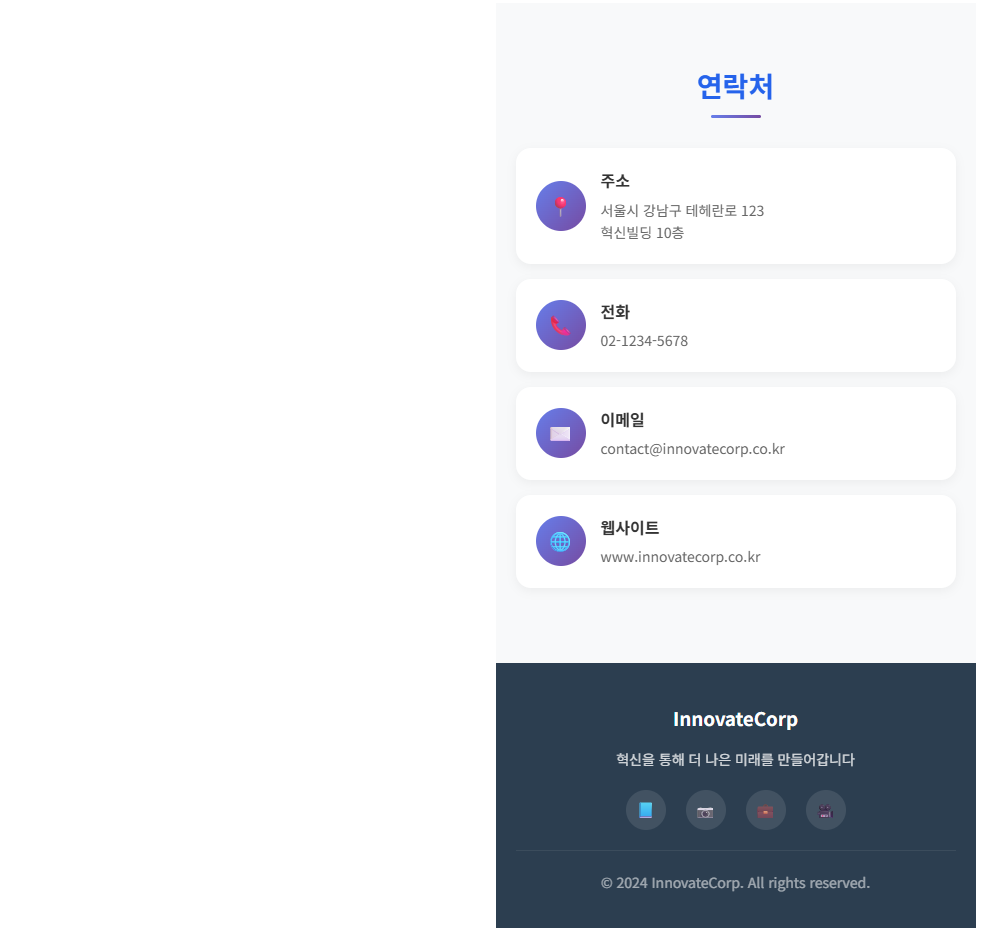 연락처
주소
서울시 강남구 테헤란로 123
혁신빌딩 10층
전화
02-1234-5678
이메일
contact@innovatecorp.co.kr
웹사이트
www.innovatecorp.co.kr
InnovateCorp
혁신을 통해 더 나은 미래를 만들어갑니다
© 2024 InnovateCorp. All rights reserved.